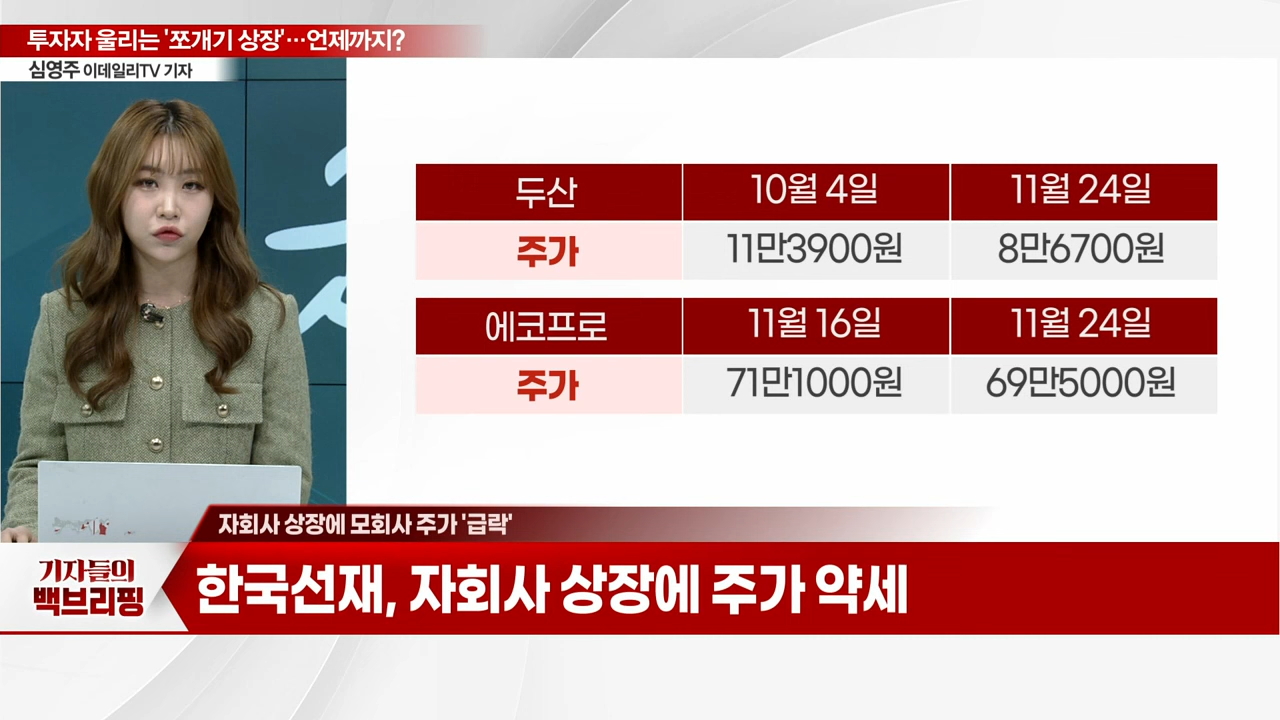 투자자 울리는 '쪼개기 상장'…언제까지?
심영주 이데일리TV 기자
두산 10월 4일 11월 24일
주가 11만3900원 8만6700원
에코프로 11월 16일 11월 24일
주가 71만1000원 69만5000원
자회사 상장에 모회사 주가 '급락'
기자들의
백브리핑
한국선재, 자회사 상장에 주가 약세